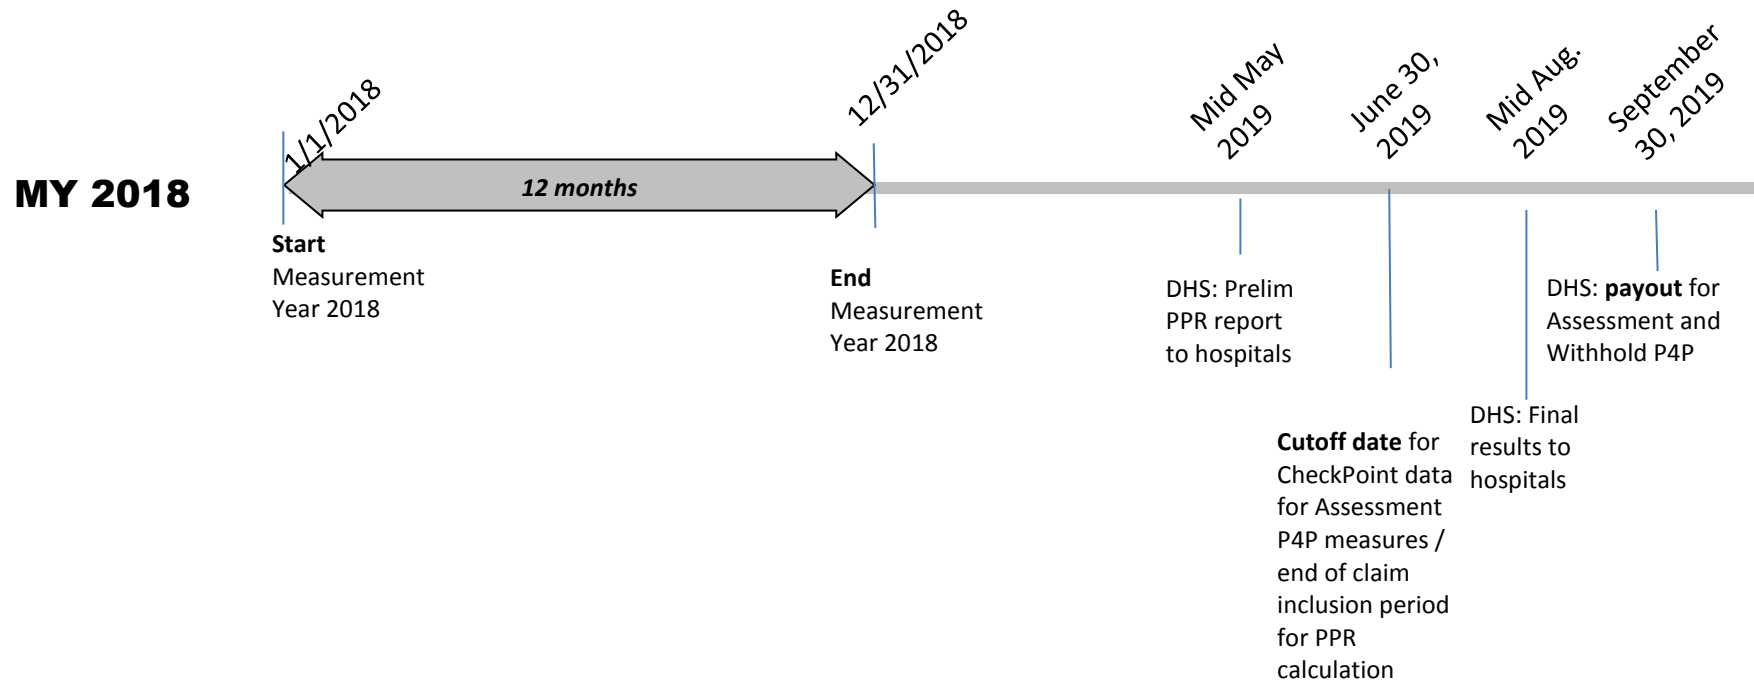 1/1/2018
12/31/2018
Mid May
2019
June 30,
2019
Mid Aug.
2019
September
30, 2019
MY 2018
12 months
Start
Measurement
Year 2018
End
Measurement
Year 2018
DHS: Prelim
PPR report
to hospitals
Cutoff date for
CheckPoint data
for Assessment
P4P measures /
end of claim
inclusion period
for PPR
calculation
DHS: Final
results to
hospitals
DHS: payout for
Assessment and
Withhold P4P